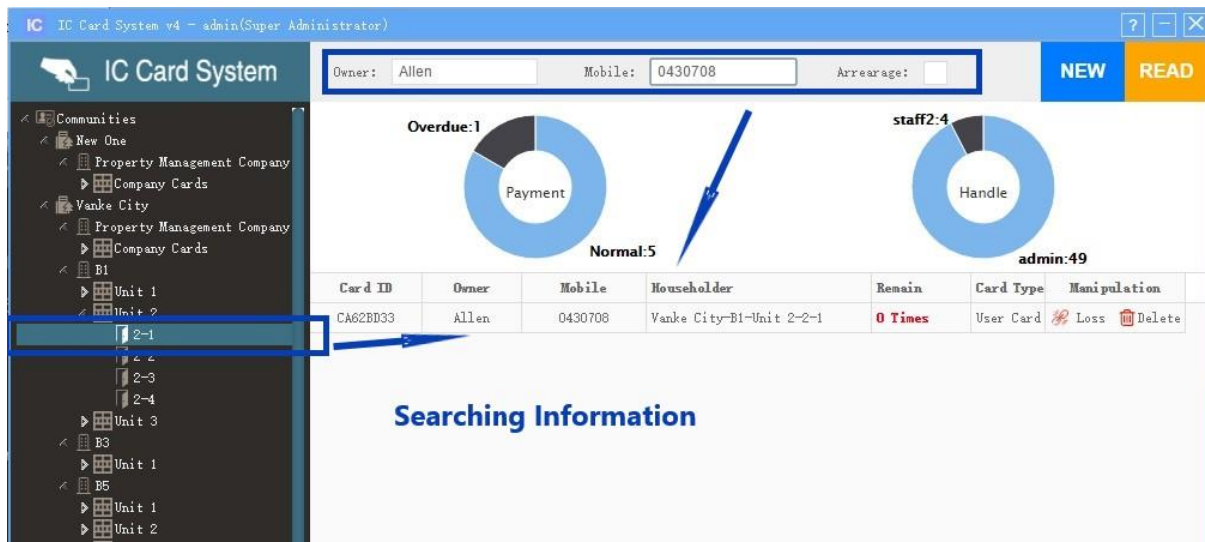 IC IC Card System v4 - admin(Super Administrator)
? 
IC Card System
Owner: Allen Mobile: 0430708 Arrearage:
NEW READ
Communities
New One
Property Management Company
Company Cards
Vanke City
Property Management Company
Company Cards
B1
Unit 1
Unit 2
2-1
2-2
2-3
2-4
Unit 3
B3
Unit 1
B5
Unit 1
Unit 2
Overdue:1
Payment
Normal:5
staff2:4
Handle
admin:49
Card ID Owner Mobile Householder Remain Card Type Manipulation
CA62BD33 Allen 0430708 Vanke City-B1-Unit 2-2-1 0 Times User Card Loss Delete
Searching Information